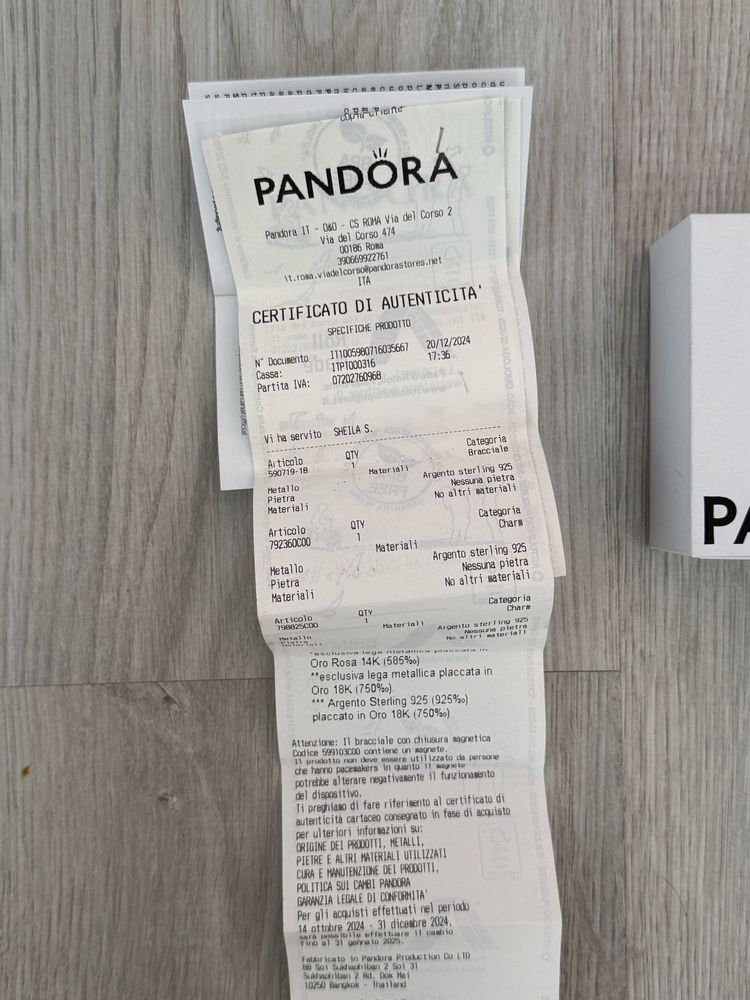 Copia Cliente
PANDORA
Pandora IT - O&O - CS ROMA Via del Corso 2
Via del Corso 474
00186 Roma
390669922761
it.roma.viadelcorso@pandorastores.net
ITA
CERTIFICATO DI AUTENTICITA'
SPECIFICHE PRODOTTO
N° Documento IT1005980716035667 20/12/2024
Cassa: ITPT000316 17:36
Partita IVA: 07202760968
Vi ha servito SHEILA S.
Articolo QTY Categoria
590719-18 1 Materiali Bracciale
Metallo Argento sterling 925
Pietra Nessuna pietra
Materiali No altri materiali
Articolo QTY Categoria
792360C00 1 Materiali Charm
Metallo Argento sterling 925
Pietra Nessuna pietra
Materiali No altri materiali
Articolo QTY Categoria
798825C00 1 Materiali Charm
Metallo Argento sterling 925
Pietra Nessuna pietra
No altri materiali
*esclusiva lega metallica placcata in
Oro Rosa 14K (585‰)
**esclusiva lega metallica placcata in
Oro 18K (750‰).
*** Argento Sterling 925 (925‰)
placcato in Oro 18K (750‰)
Attenzione: Il bracciale con chiusura magnetica
Codice 599103C00 contiene un magnete.
Il prodotto non deve essere utilizzato da persone
che hanno pacemakers in quanto il magnete
potrebbe alterare negativamente il funzionamento
del dispositivo.
Ti preghiamo di fare riferimento al certificato di
autenticità cartaceo consegnato in fase di acquisto
per ulteriori informazioni su:
ORIGINE DEI PRODOTTI, METALLI,
PIETRE E ALTRI MATERIALI UTILIZZATI
CURA E MANUTENZIONE DEI PRODOTTI,
POLITICA SUI CAMBI PANDORA
GARANZIA LEGALE DI CONFORMITA'
Per gli acquisti effettuati nel periodo
14 ottobre 2024 - 31 dicembre 2024,
sarà possibile effettuare il cambio
fino al 31 gennaio 2025.
Fabbricato in Pandora Production Co LTD
88 Soi Sukhaphiban 2 Soi 31
Sukhaphiban 2 Rd, Dok Mai
10250 Bangkok - Thailand
PA